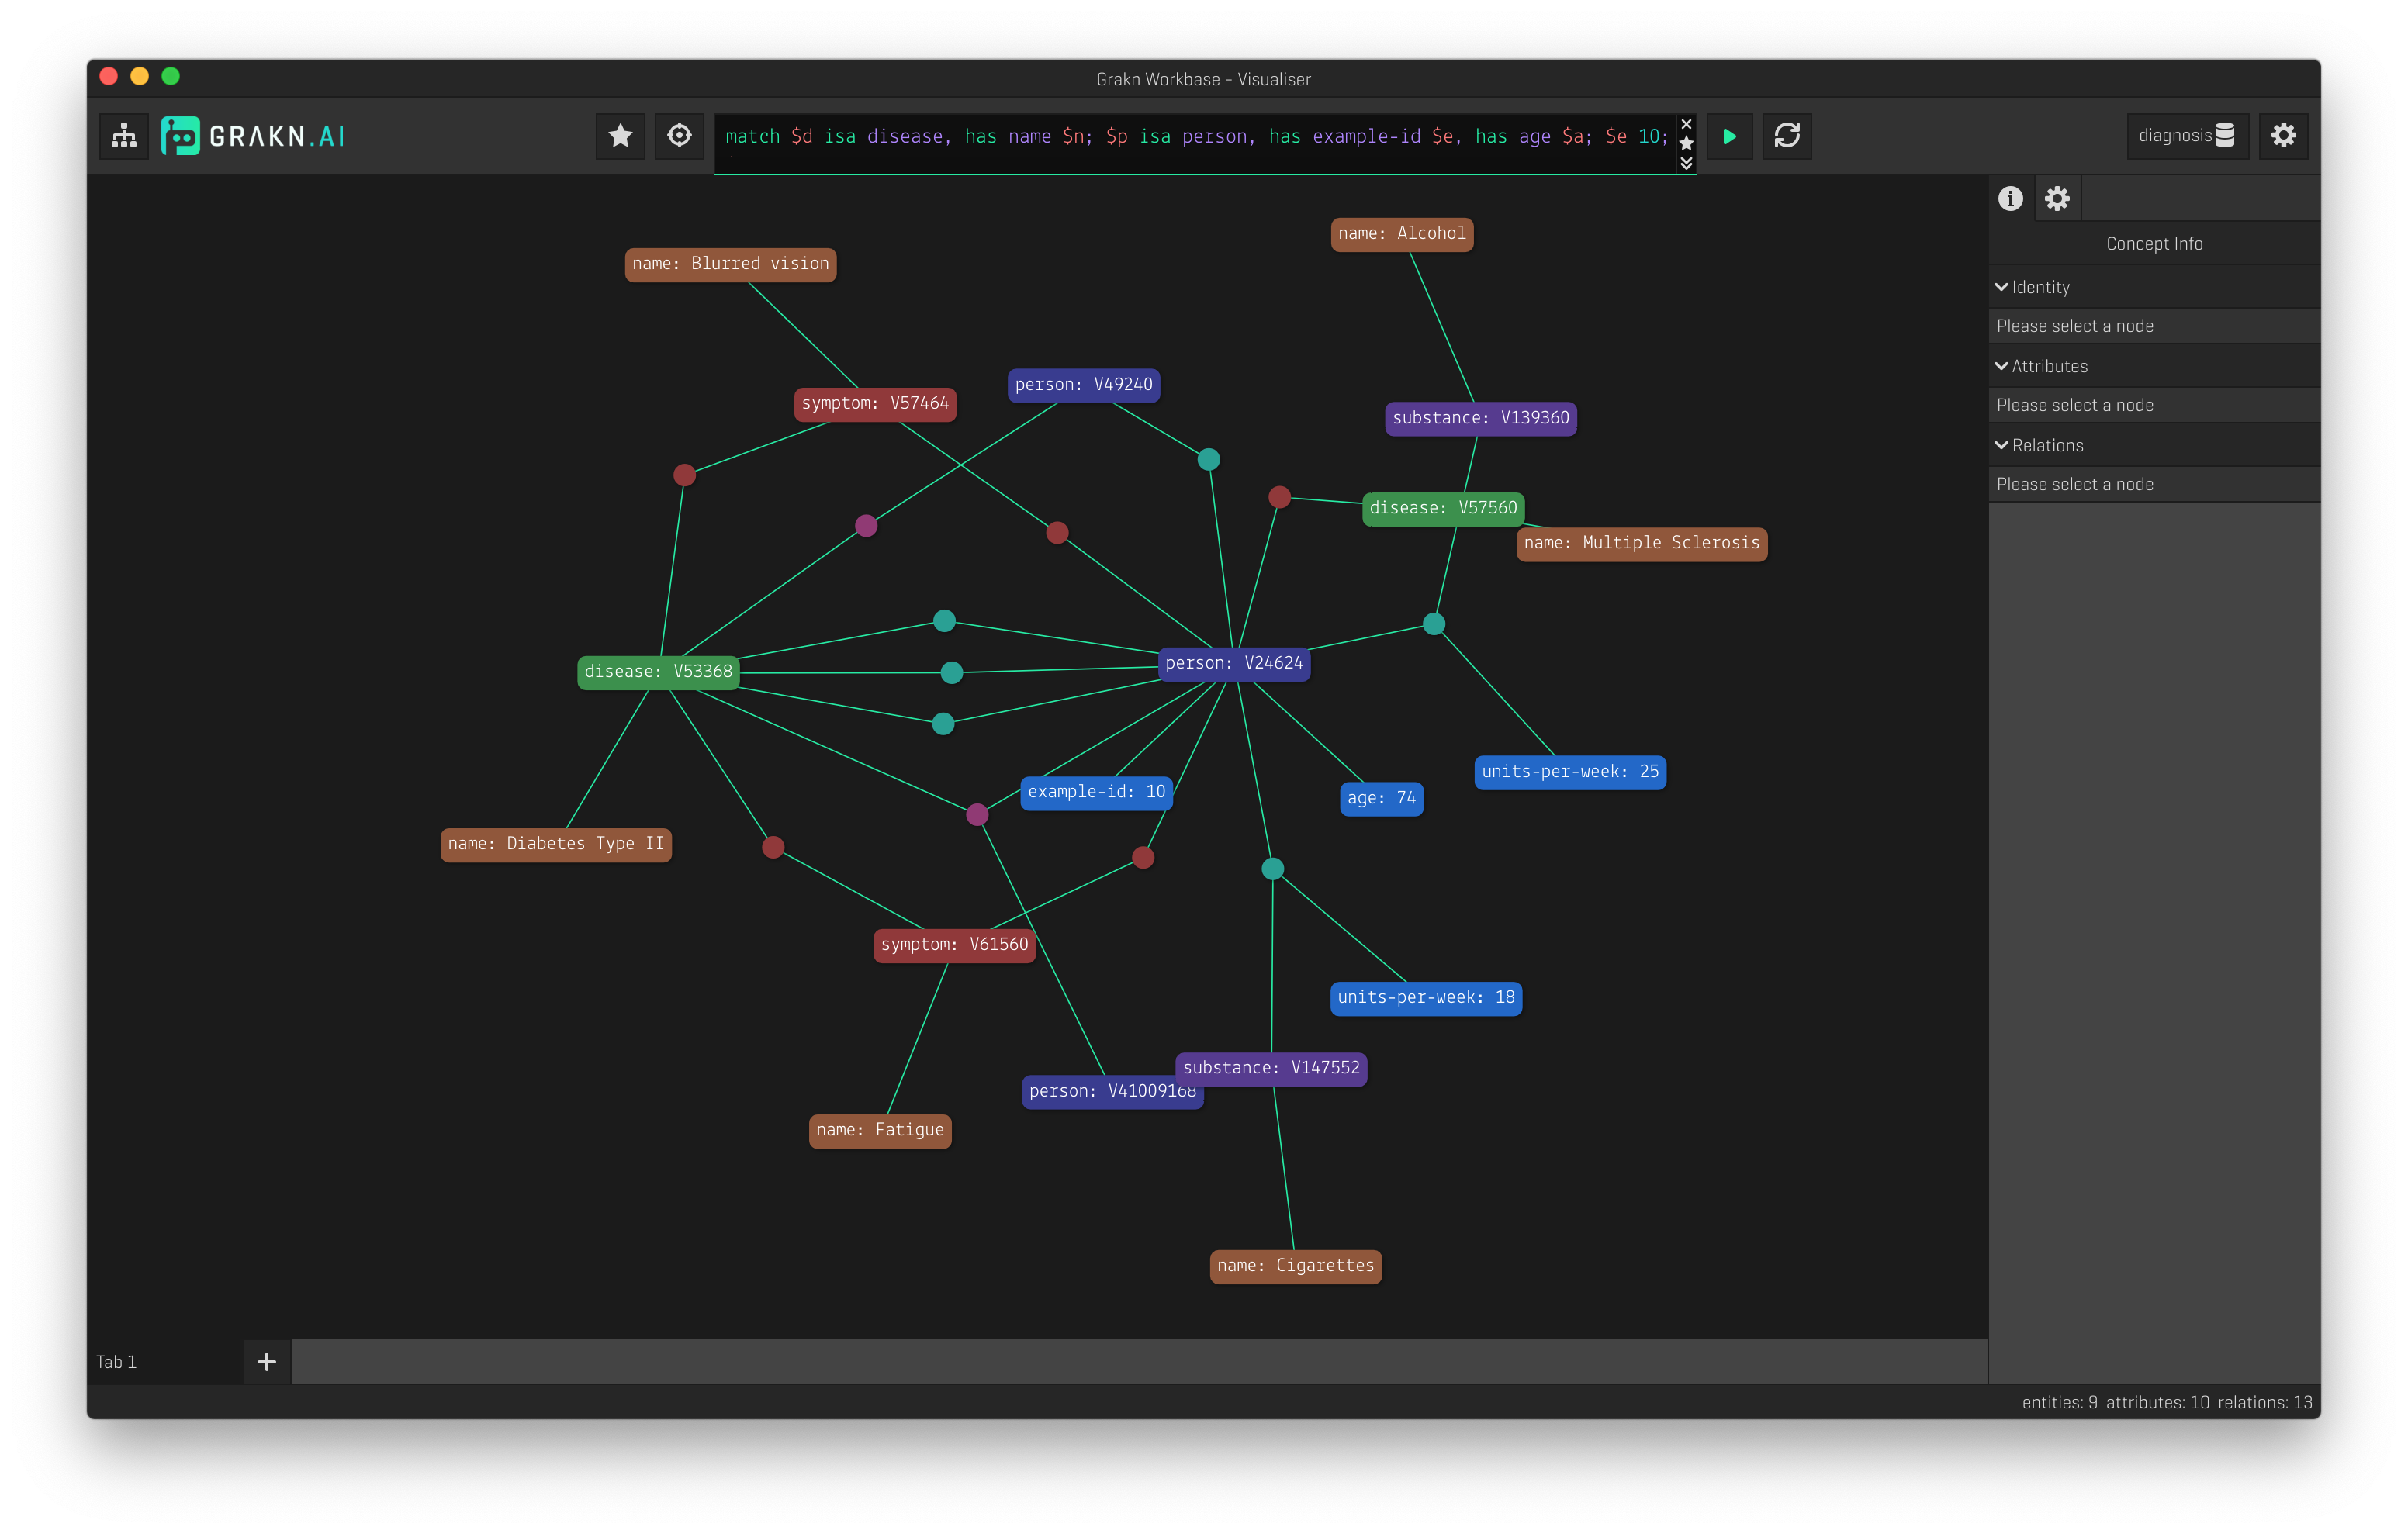 Grakn Workbase - Visualiser
GRAKN.AI
match $d isa disease, has name $n; $p isa person, has example-id $e, has age $a; $e 10;
diagnosis
Concept Info
Identity
Please select a node
Attributes
Please select a node
Relations
Please select a node
name: Alcohol
name: Blurred vision
person: V49240
symptom: V57464
substance: V139360
disease: V57560
name: Multiple Sclerosis
person: V24624
disease: V53368
units-per-week: 25
example-id: 10
age: 74
name: Diabetes Type II
symptom: V61560
units-per-week: 18
substance: V147552
person: V41009168
name: Fatigue
name: Cigarettes
Tab 1
entities: 9 attributes: 10 relations: 13